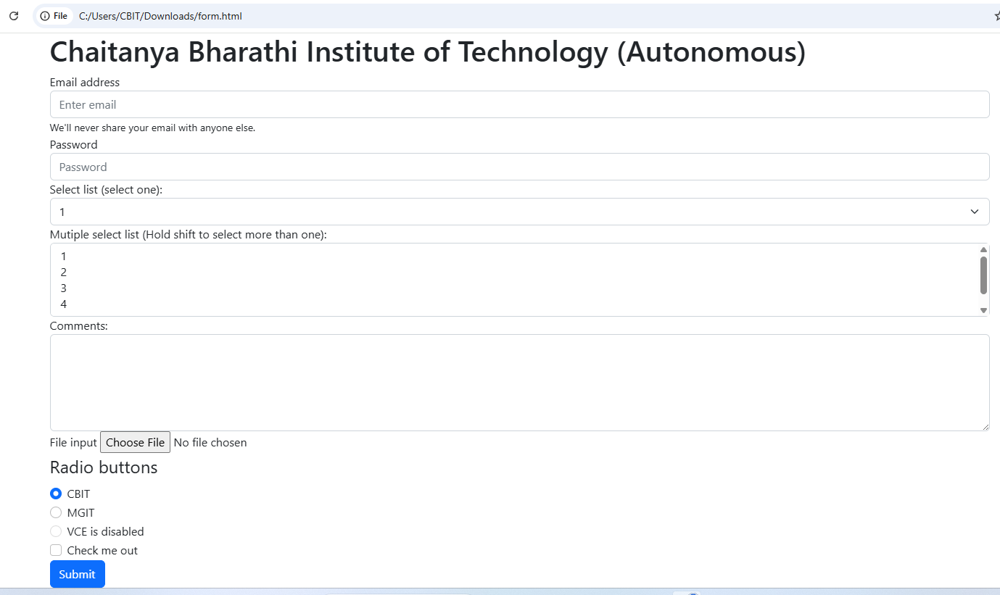 File C:/Users/CBIT/Downloads/form.html
Chaitanya Bharathi Institute of Technology (Autonomous)
Email address
Enter email
We'll never share your email with anyone else.
Password
Password
Select list (select one):
1
Mutiple select list (Hold shift to select more than one):
1
2
3
4
Comments:
File input Choose File No file chosen
Radio buttons
CBIT
MGIT
VCE is disabled
Check me out
Submit